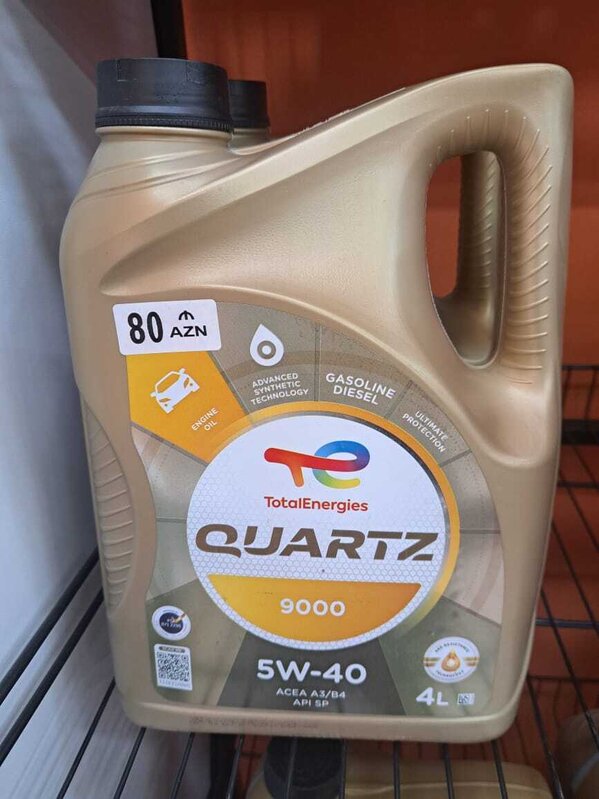 80 ₼ AZN
ENGINE
OIL
ADVANCED
SYNTHETIC
TECHNOLOGY
GASOLINE
DIESEL
ULTIMATE
PROTECTION
TotalEnergies
QUARTZ
9000
5W-40
ACEA A3/B4
API SP
4L